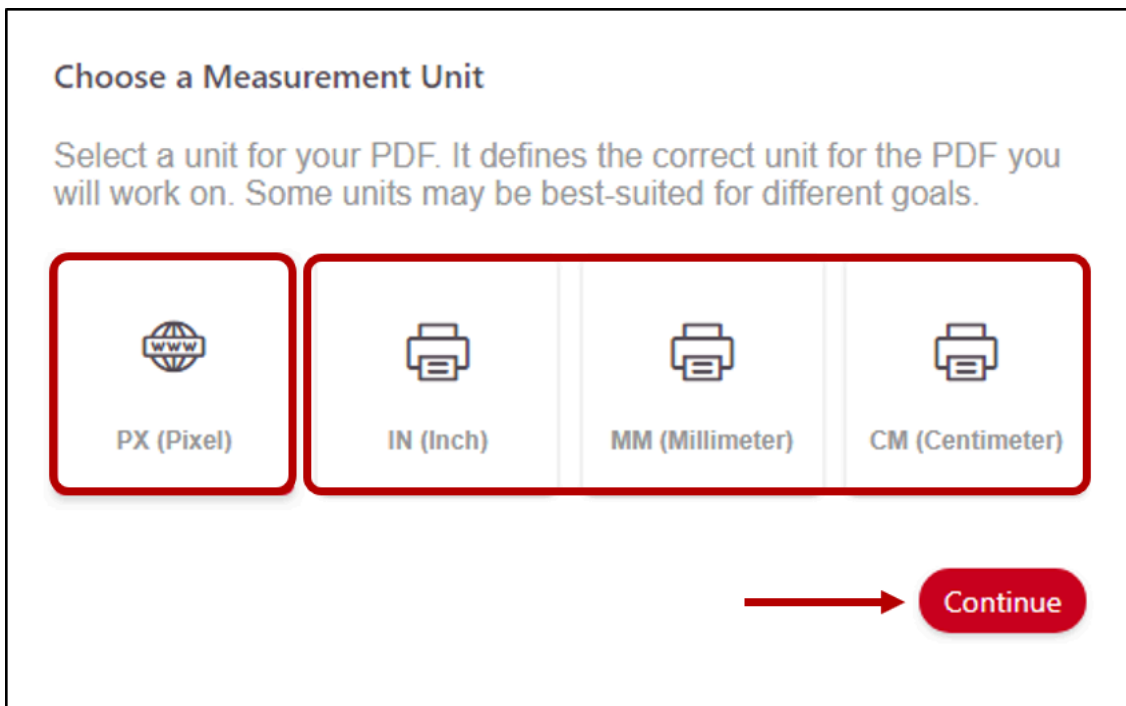 Choose a Measurement Unit
Select a unit for your PDF. It defines the correct unit for the PDF you
will work on. Some units may be best-suited for different goals.
www
PX (Pixel)
IN (Inch)
MM (Millimeter)
CM (Centimeter)
Continue